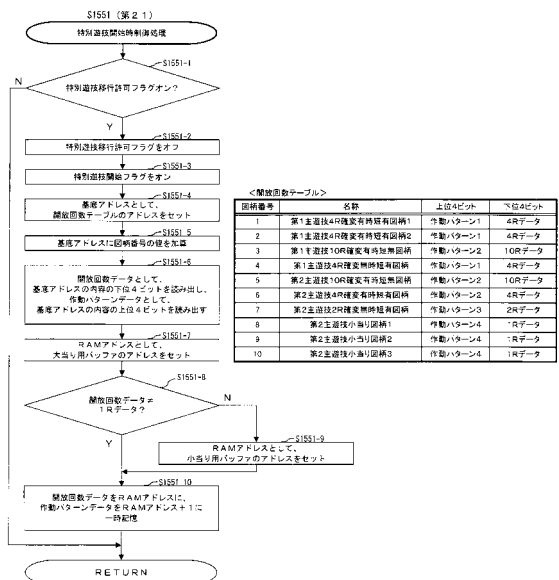 S1551（第21）
特別遊技開始時制御処理
S1551-1
特別遊技移行許可フラグオン？
N
Y
S1551-2
特別遊技移行許可フラグをオフ
S1551-3
特別遊技開始フラグをオン
S1551-4
基底アドレスとして、
開放回数テーブルのアドレスをセット
S1551-5
基底アドレスに図柄番号の値を加算
S1551-6
開放回数データとして、
基底アドレスの内容の下位４ビットを読み出し、
作動パターンデータとして、
基底アドレスの内容の上位４ビットを読み出す
S1551-7
RAMアドレスとして、
大当り用バッファのアドレスをセット
S1551-8
開放回数データ≠
１Rデータ？
N
Y
S1551-9
RAMアドレスとして、
小当り用バッファのアドレスをセット
S1551-10
開放回数データをRAMアドレスに、
作動パターンデータをRAMアドレス＋１に
一時記憶
RETURN
＜開放回数テーブル＞
図柄番号 名称 上位4ビット 下位4ビット
1 第1主遊技4R確変有時短有図柄1 作動パターン1 4Rデータ
2 第1主遊技4R確変有時短有図柄2 作動パターン1 4Rデータ
3 第1主遊技10R確変有時短無図柄 作動パターン2 10Rデータ
4 第1主遊技4R確変無時短有図柄 作動パターン1 4Rデータ
5 第2主遊技10R確変有時短無図柄 作動パターン2 10Rデータ
6 第2主遊技4R確変有時短有図柄 作動パターン2 4Rデータ
7 第2主遊技2R確変無時短有図柄 作動パターン3 2Rデータ
8 第2主遊技小当り図柄1 作動パターン4 1Rデータ
9 第2主遊技小当り図柄2 作動パターン4 1Rデータ
10 第2主遊技小当り図柄3 作動パターン4 1Rデータ